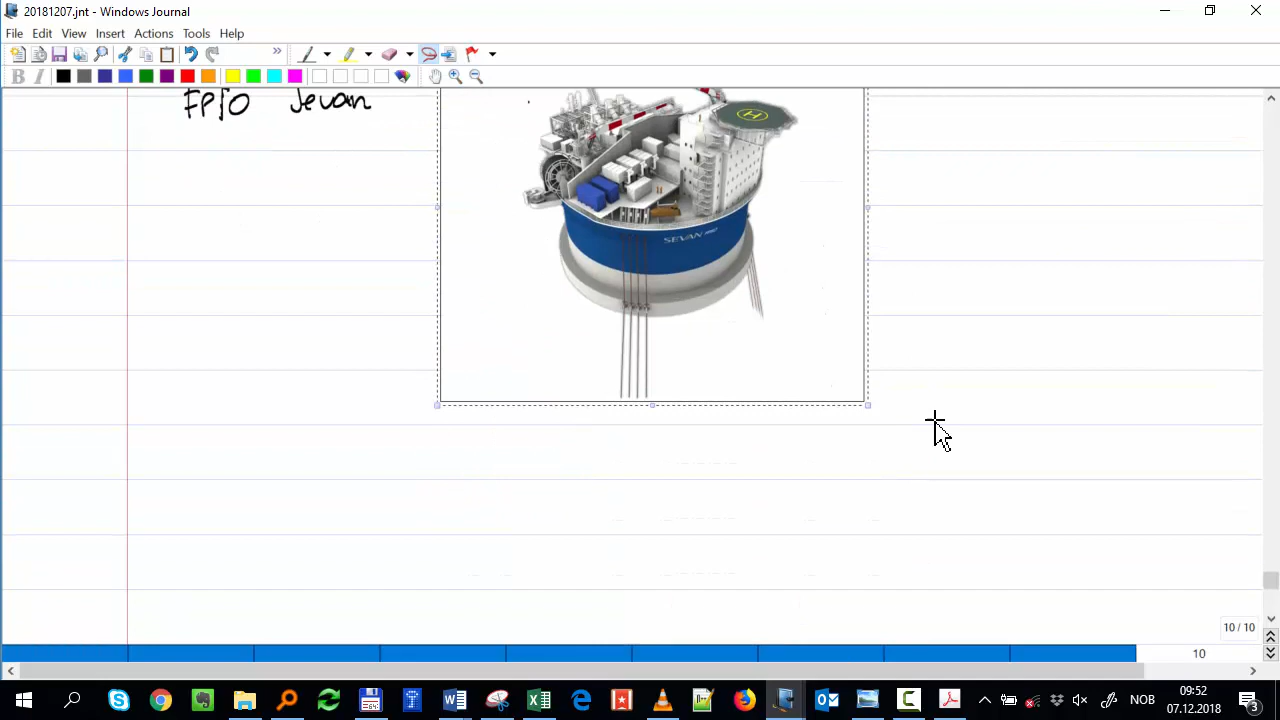 20181207.jnt - Windows Journal
File Edit View Insert Actions Tools Help
B I
FPSO Sevan
H
SEVAN
10 / 10
10
NOB
09:52
07.12.2018
3